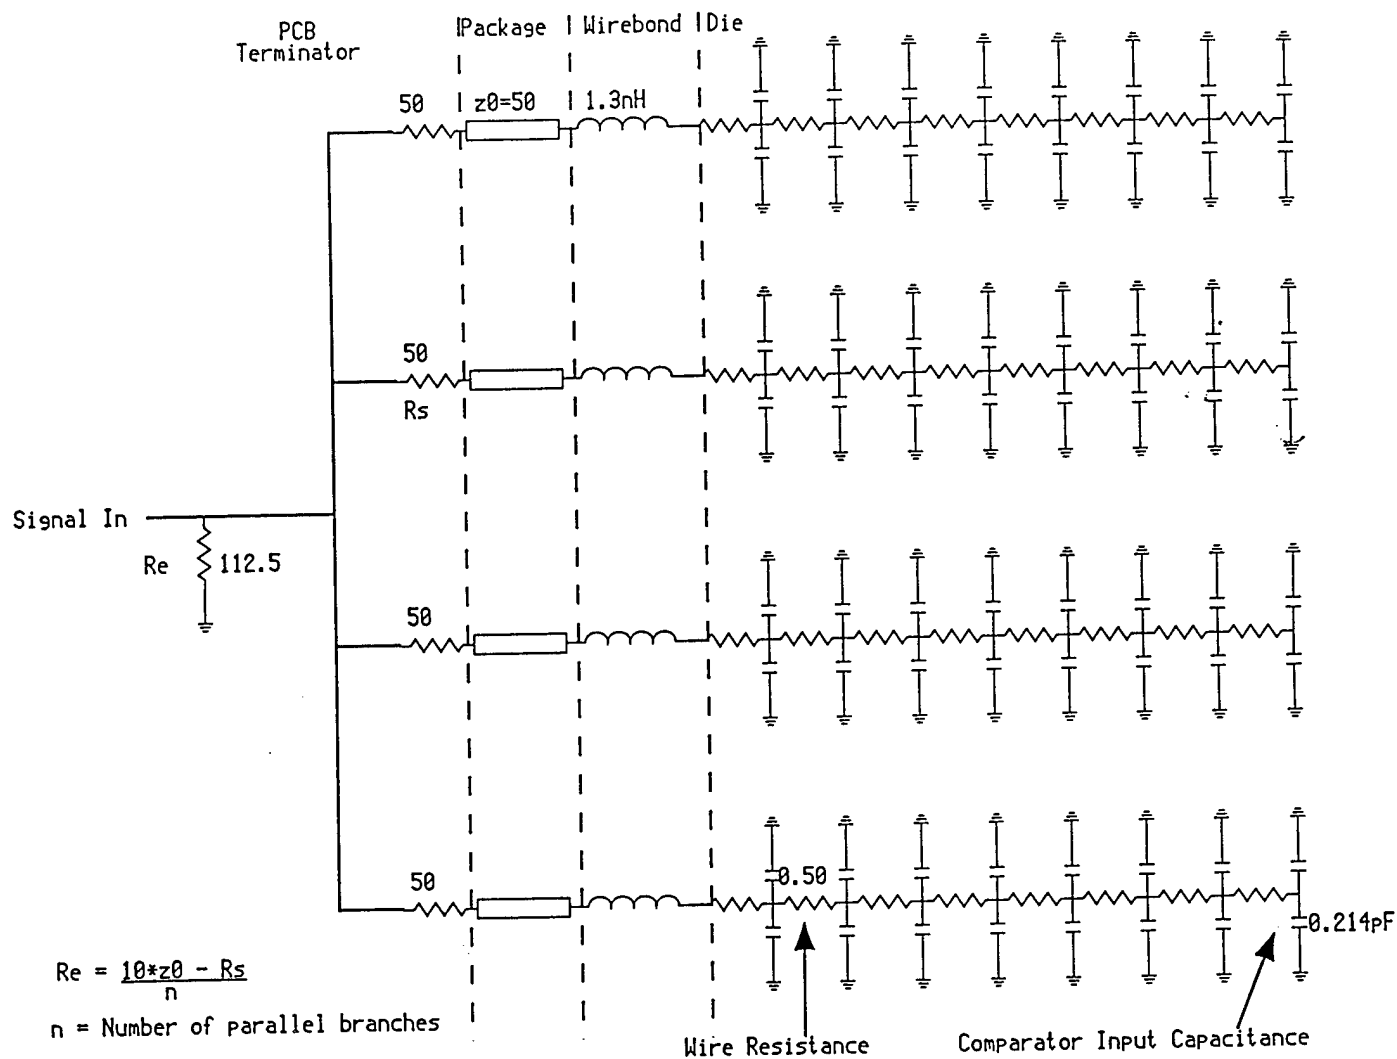 PCB
Terminator
Package
Wirebond
Die
50
z0=50
1.3nH
50
Rs
Signal In
Re
112.5
50
50
0.50
0.214pF
Re = 10*z0 - Rs
n
n = Number of parallel branches
Wire Resistance
Comparator Input Capacitance